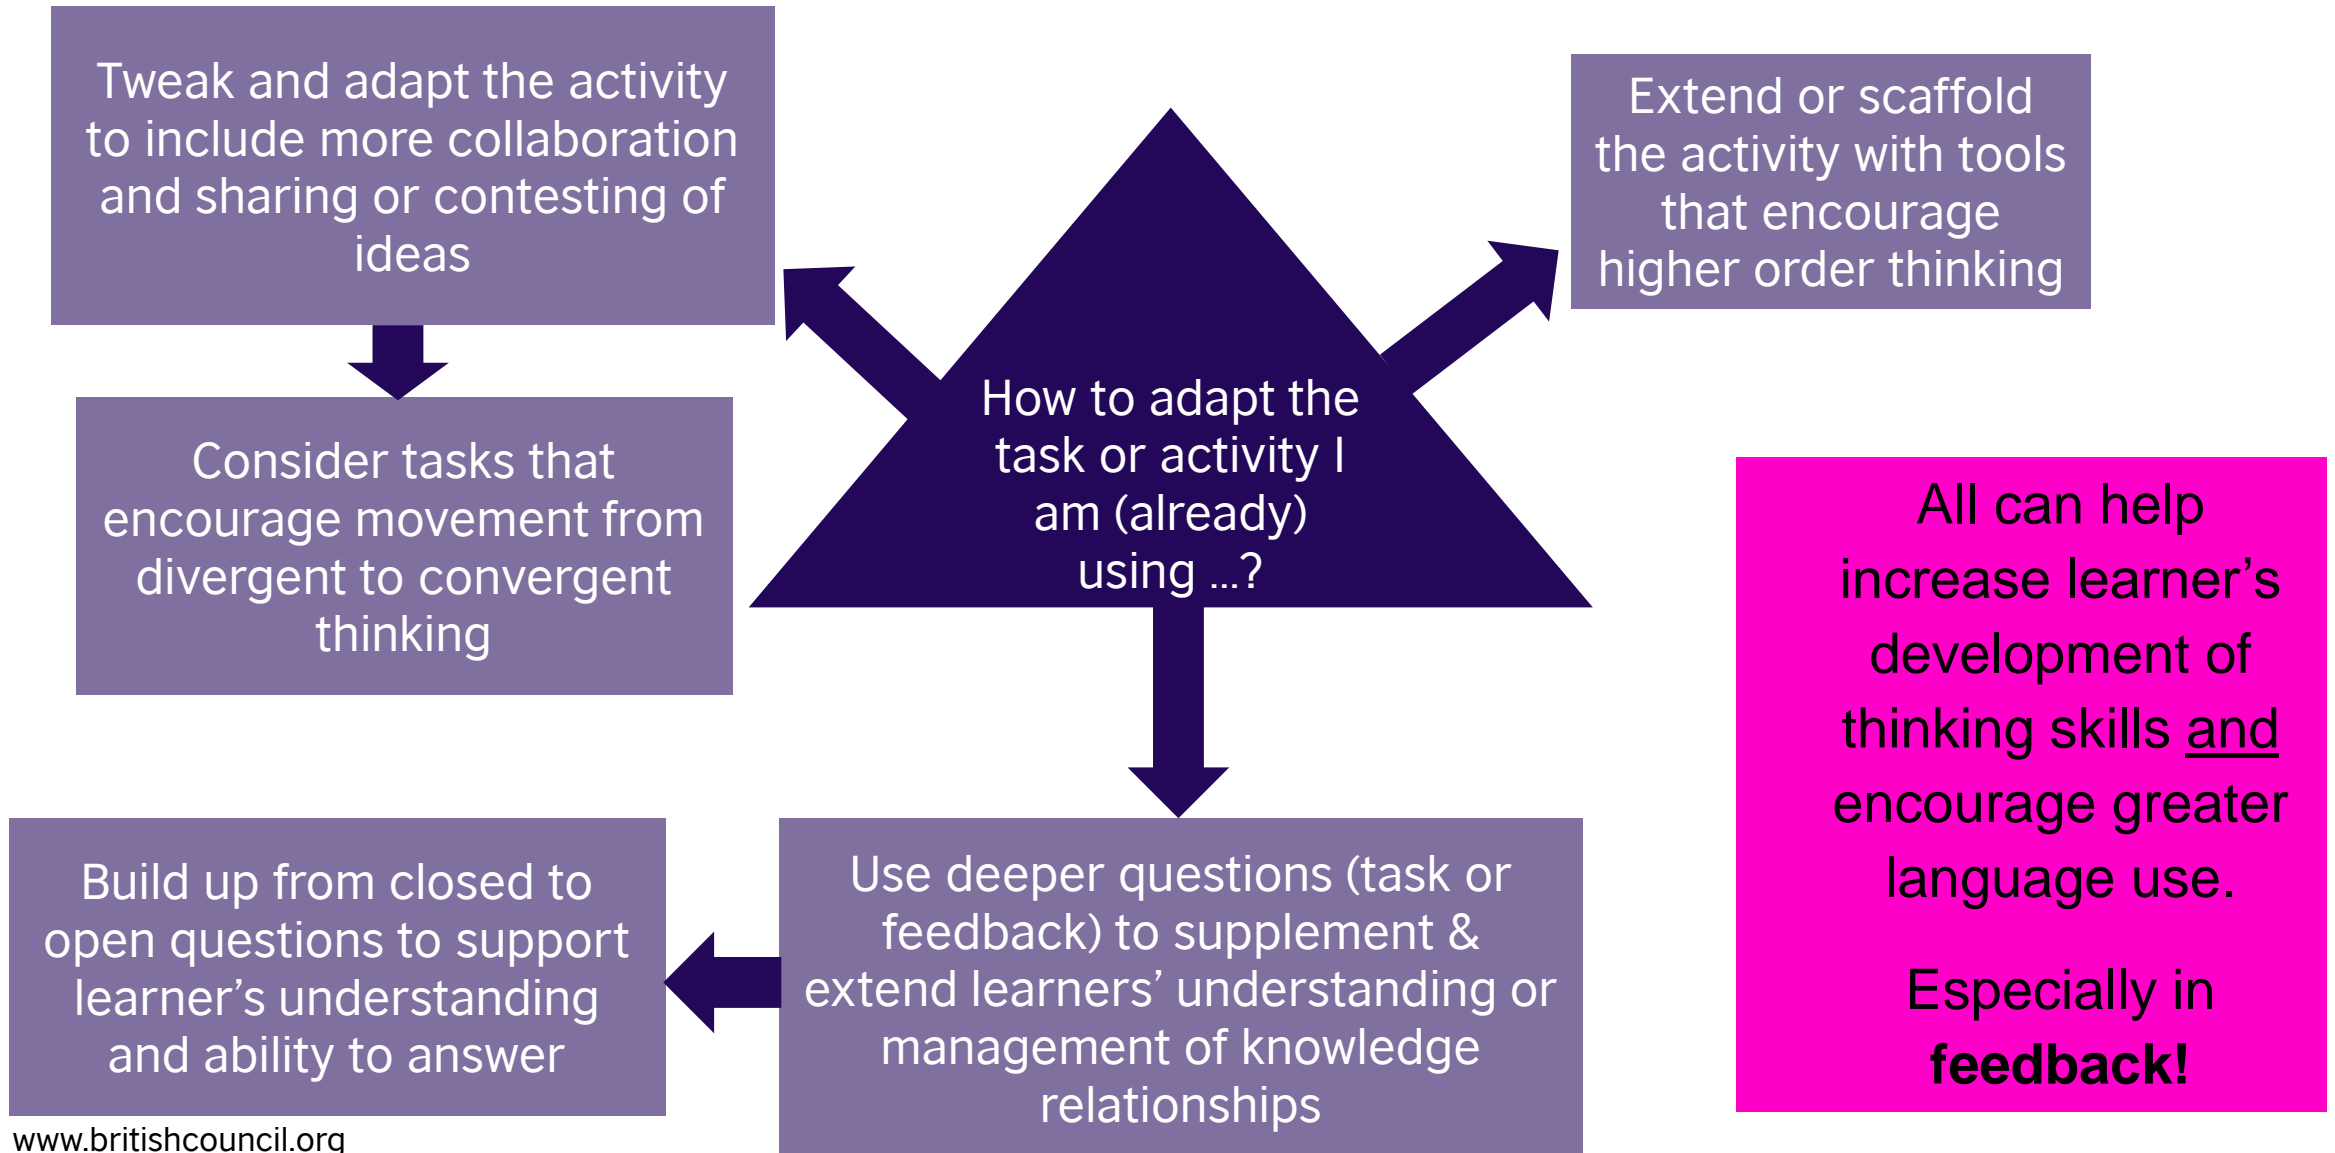 Tweak and adapt the activity
to include more collaboration
and sharing or contesting of
ideas
Extend or scaffold
the activity with tools
that encourage
higher order thinking
How to adapt the
task or activity I
am (already)
using ...?
Consider tasks that
encourage movement from
divergent to convergent
thinking
All can help
increase learner’s
development of
thinking skills and
encourage greater
language use.
Especially in
feedback!
Build up from closed to
open questions to support
learner’s understanding
and ability to answer
Use deeper questions (task or
feedback) to supplement &
extend learners’ understanding or
management of knowledge
relationships
www.britishcouncil.org